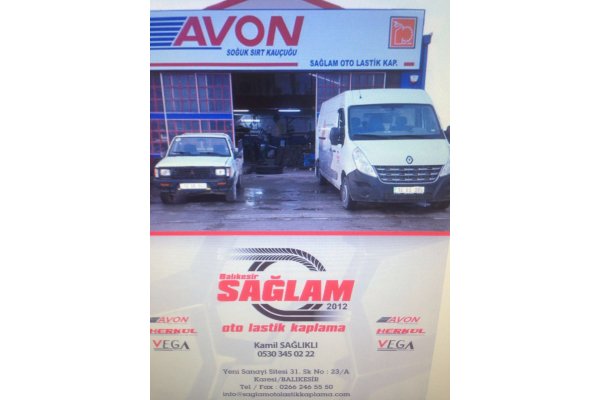 AVON
SOĞUK SIRT KAUÇUĞU
SAĞLAM OTO LASTİK KAP.
Balıkesir
SAĞLAM
2012
oto lastik kaplama
AVON
HERKUL
VEGA
AVON
HERKUL
VEGA
Kamil SAĞLIKLI
0530 345 0 22
Yeni Sanayi Sitesi 31. Sk No : 23/A
Karesi/BALIKESİR
Tel / Fax : 0266 246 55 50
info@saglamotolastikkaplama.com